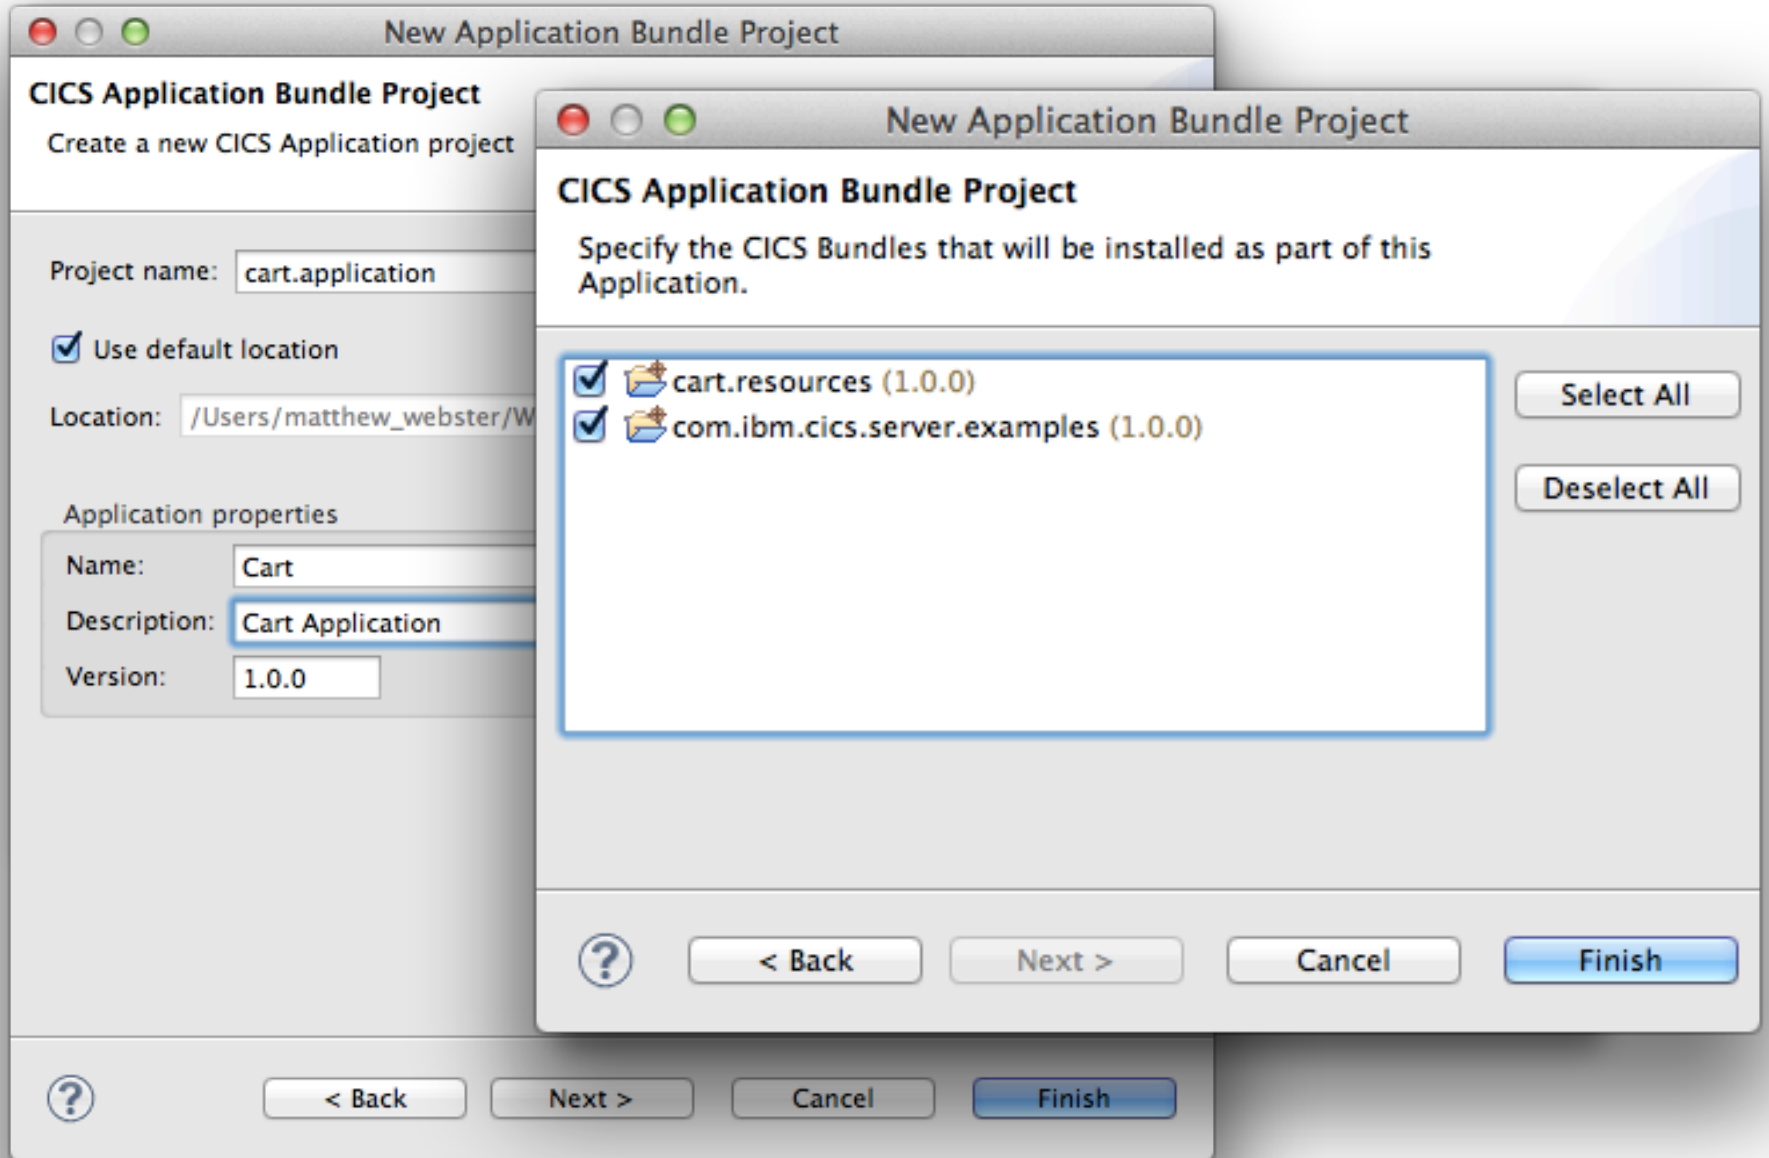 New Application Bundle Project
CICS Application Bundle Project
Create a new CICS Application project
Project name: cart.application
Use default location
Location: /Users/matthew_webster/W
Application properties
Name: Cart
Description: Cart Application
Version: 1.0.0
? < Back Next > Cancel Finish
New Application Bundle Project
CICS Application Bundle Project
Specify the CICS Bundles that will be installed as part of this
Application.
cart.resources (1.0.0)
com.ibm.cics.server.examples (1.0.0)
Select All
Deselect All
? < Back Next > Cancel Finish